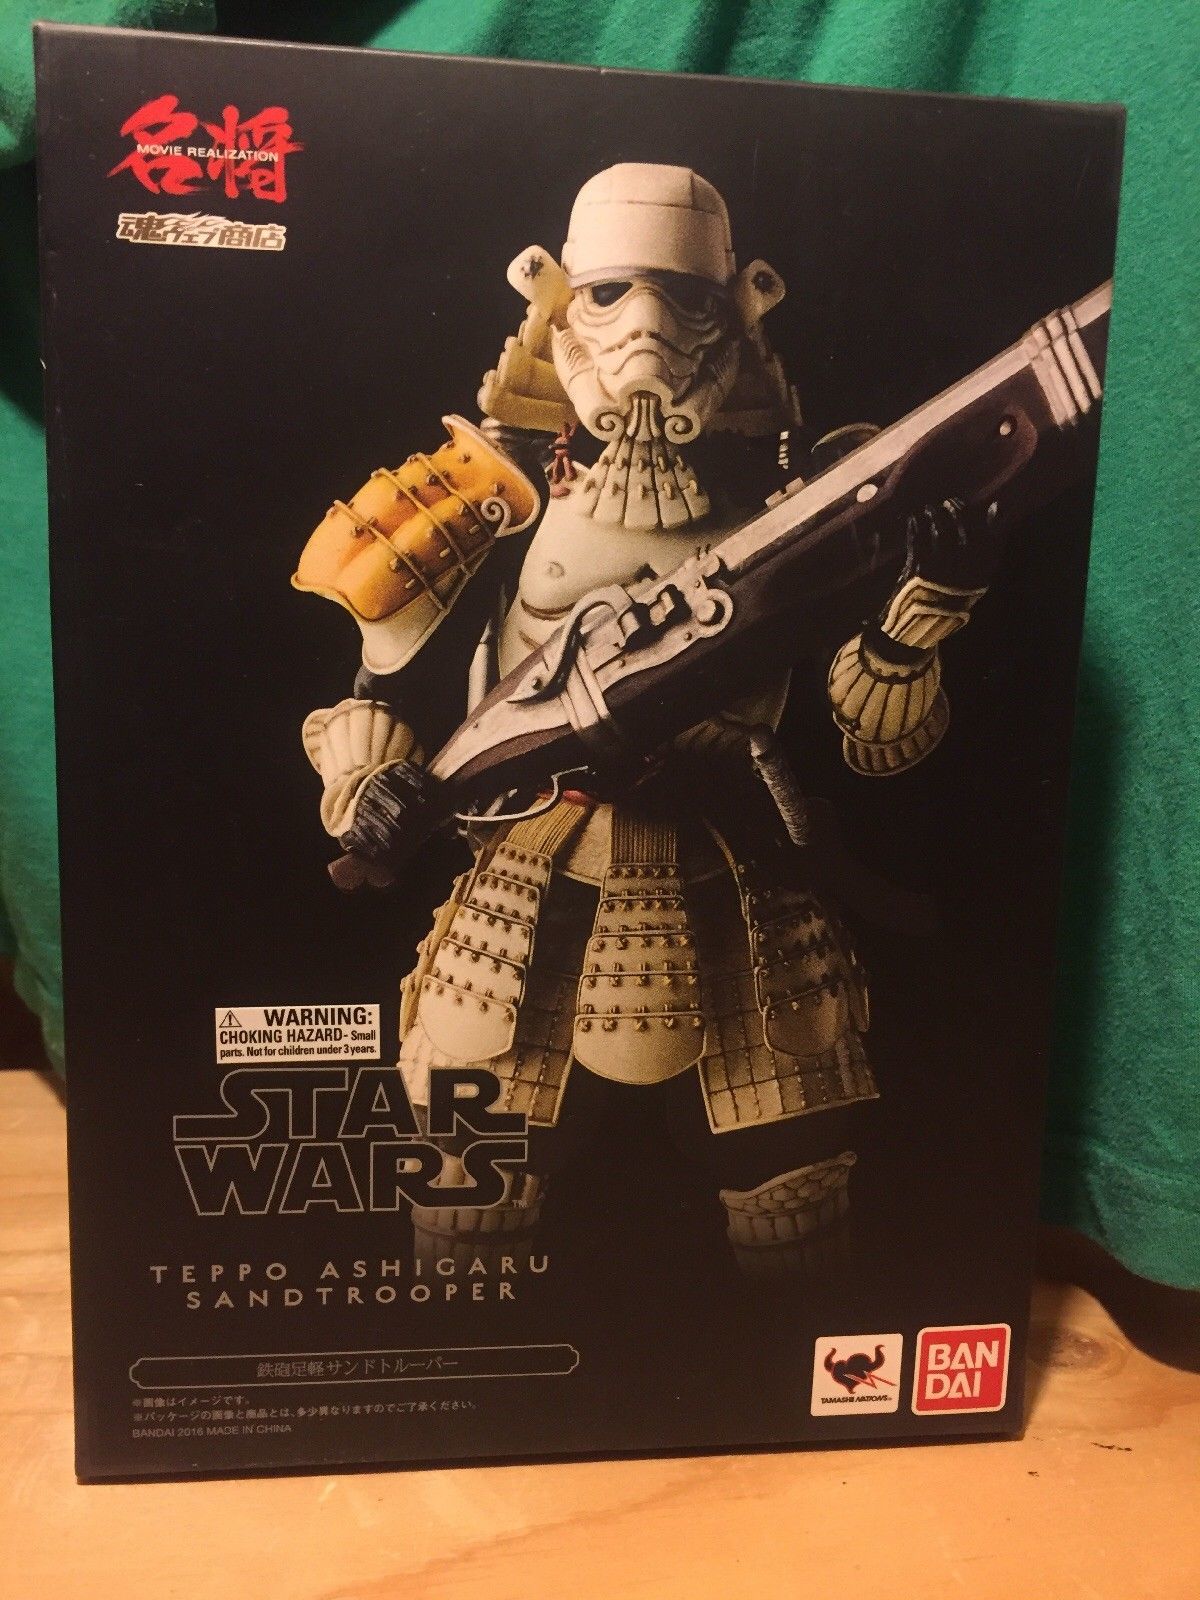 名将
MOVIE REALIZATION
魂ウェブ商店
⚠ WARNING:
CHOKING HAZARD- Small
parts. Not for children under 3 years.
STAR
WARS™
TEPPO ASHIGARU
SANDTROOPER
鉄砲足軽サンドトルーパー
※画像はイメージです。
※パッケージの画像と商品とは、多少異なりますのでご了承ください。
BANDAI 2016 MADE IN CHINA
TAMASHII NATIONS
BAN
DAI